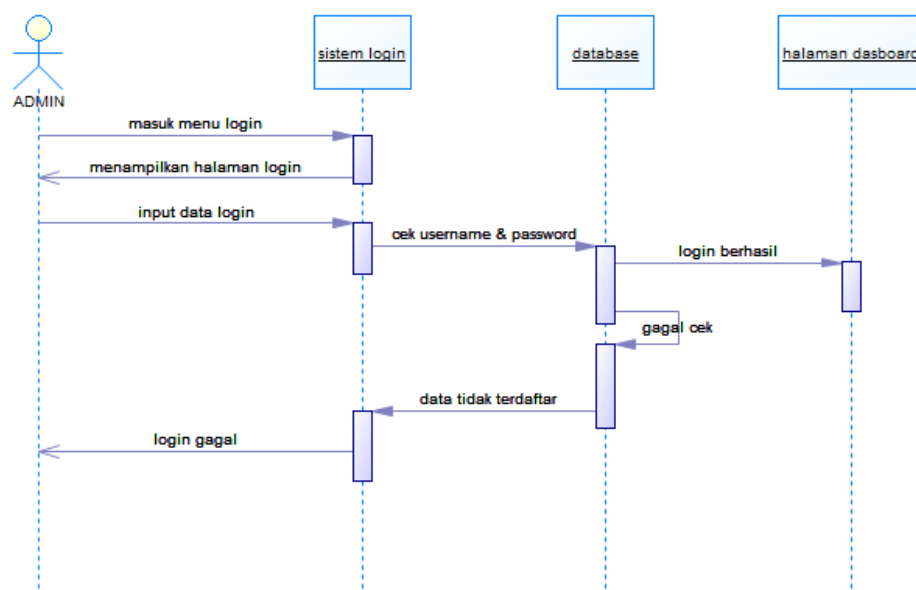 sistem login
database
halaman dasboard
ADMIN
masuk menu login
menampilkan halaman login
input data login
cek username & password
login berhasil
gagal cek
data tidak terdaftar
login gagal